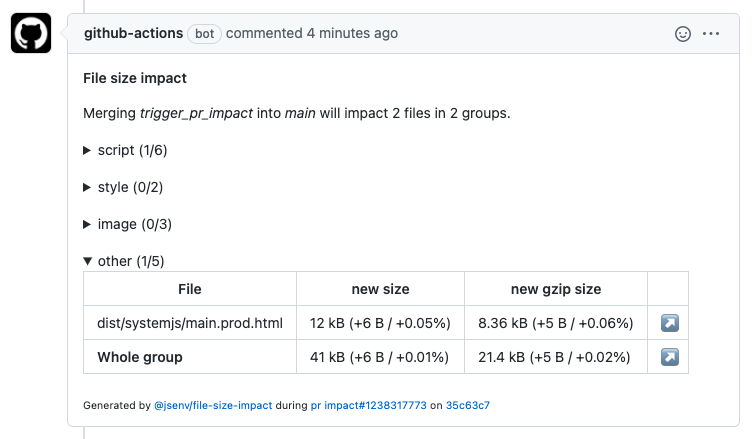 github-actions bot commented 4 minutes ago
File size impact
Merging trigger_pr_impact into main will impact 2 files in 2 groups.
script (1/6)
style (0/2)
image (0/3)
other (1/5)
File new size new gzip size
dist/systemjs/main.prod.html 12 kB (+6 B / +0.05%) 8.36 kB (+5 B / +0.06%)
Whole group 41 kB (+6 B / +0.01%) 21.4 kB (+5 B / +0.02%)
Generated by @jsenv/file-size-impact during pr impact#1238317773 on 35c63c7